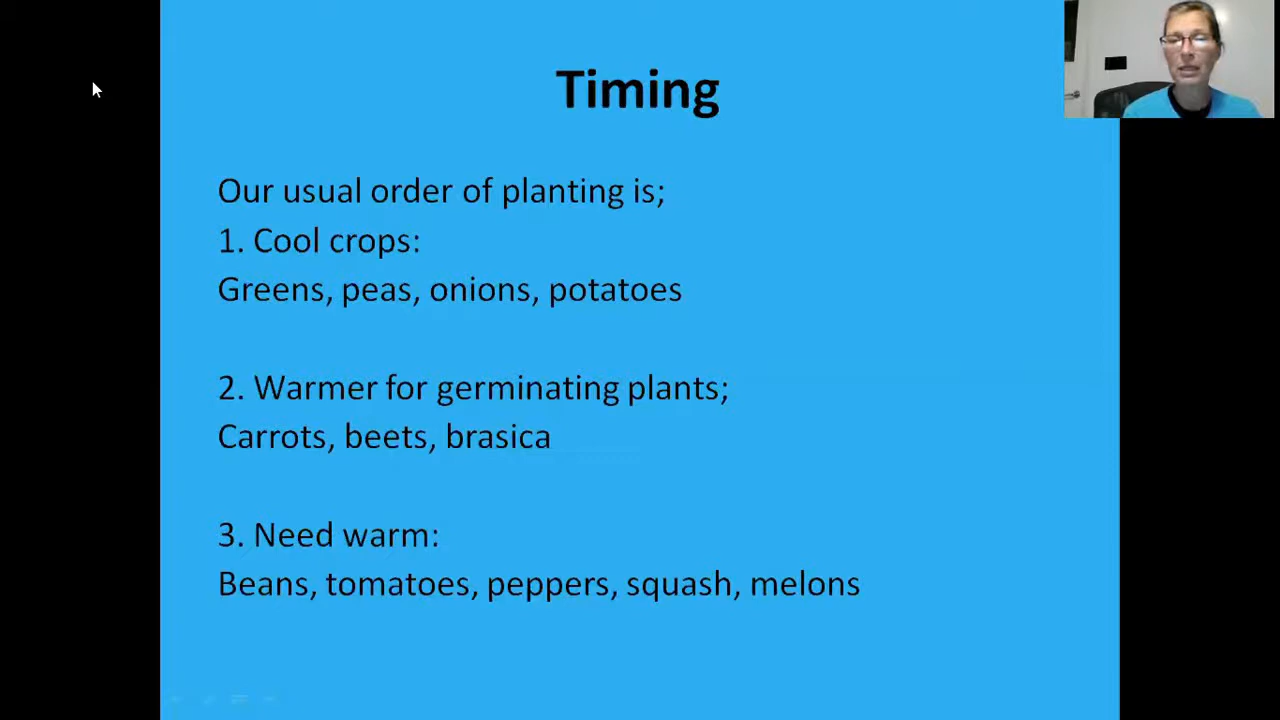 Timing
Our usual order of planting is;
1. Cool crops:
Greens, peas, onions, potatoes
2. Warmer for germinating plants;
Carrots, beets, brasica
3. Need warm:
Beans, tomatoes, peppers, squash, melons